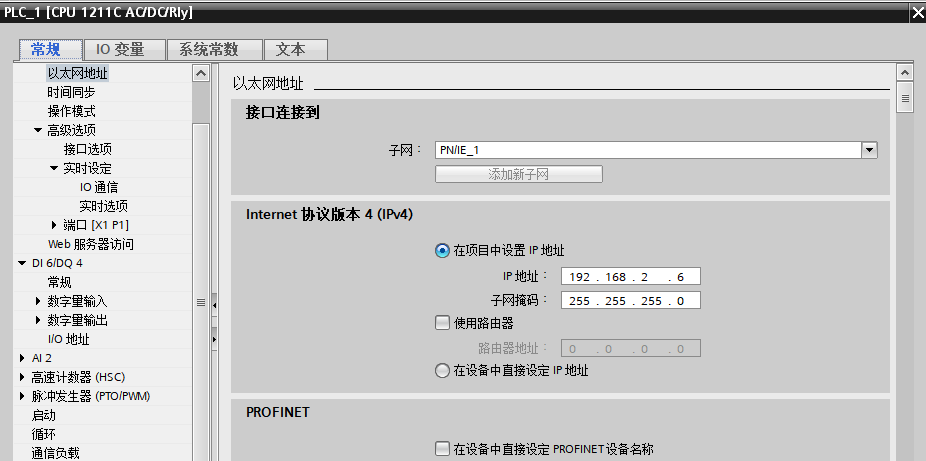 PLC_1 [CPU 1211C AC/DC/Rly]
常规 IO 变量 系统常数 文本
以太网地址
时间同步
操作模式
高级选项
接口选项
实时设定
IO 通信
实时选项
端口 [X1 P1]
Web 服务器访问
DI 6/DQ 4
常规
数字量输入
数字量输出
I/O 地址
AI 2
高速计数器 (HSC)
脉冲发生器 (PTO/PWM)
启动
循环
通信负载
以太网地址
接口连接到
子网： PN/IE_1
添加新子网
Internet 协议版本 4 (IPv4)
在项目中设置 IP 地址
IP 地址： 192 . 168 . 2 . 6
子网掩码： 255 . 255 . 255 . 0
使用路由器
路由器地址： 0 . 0 . 0 . 0
在设备中直接设定 IP 地址
PROFINET
在设备中直接设定 PROFINET 设备名称